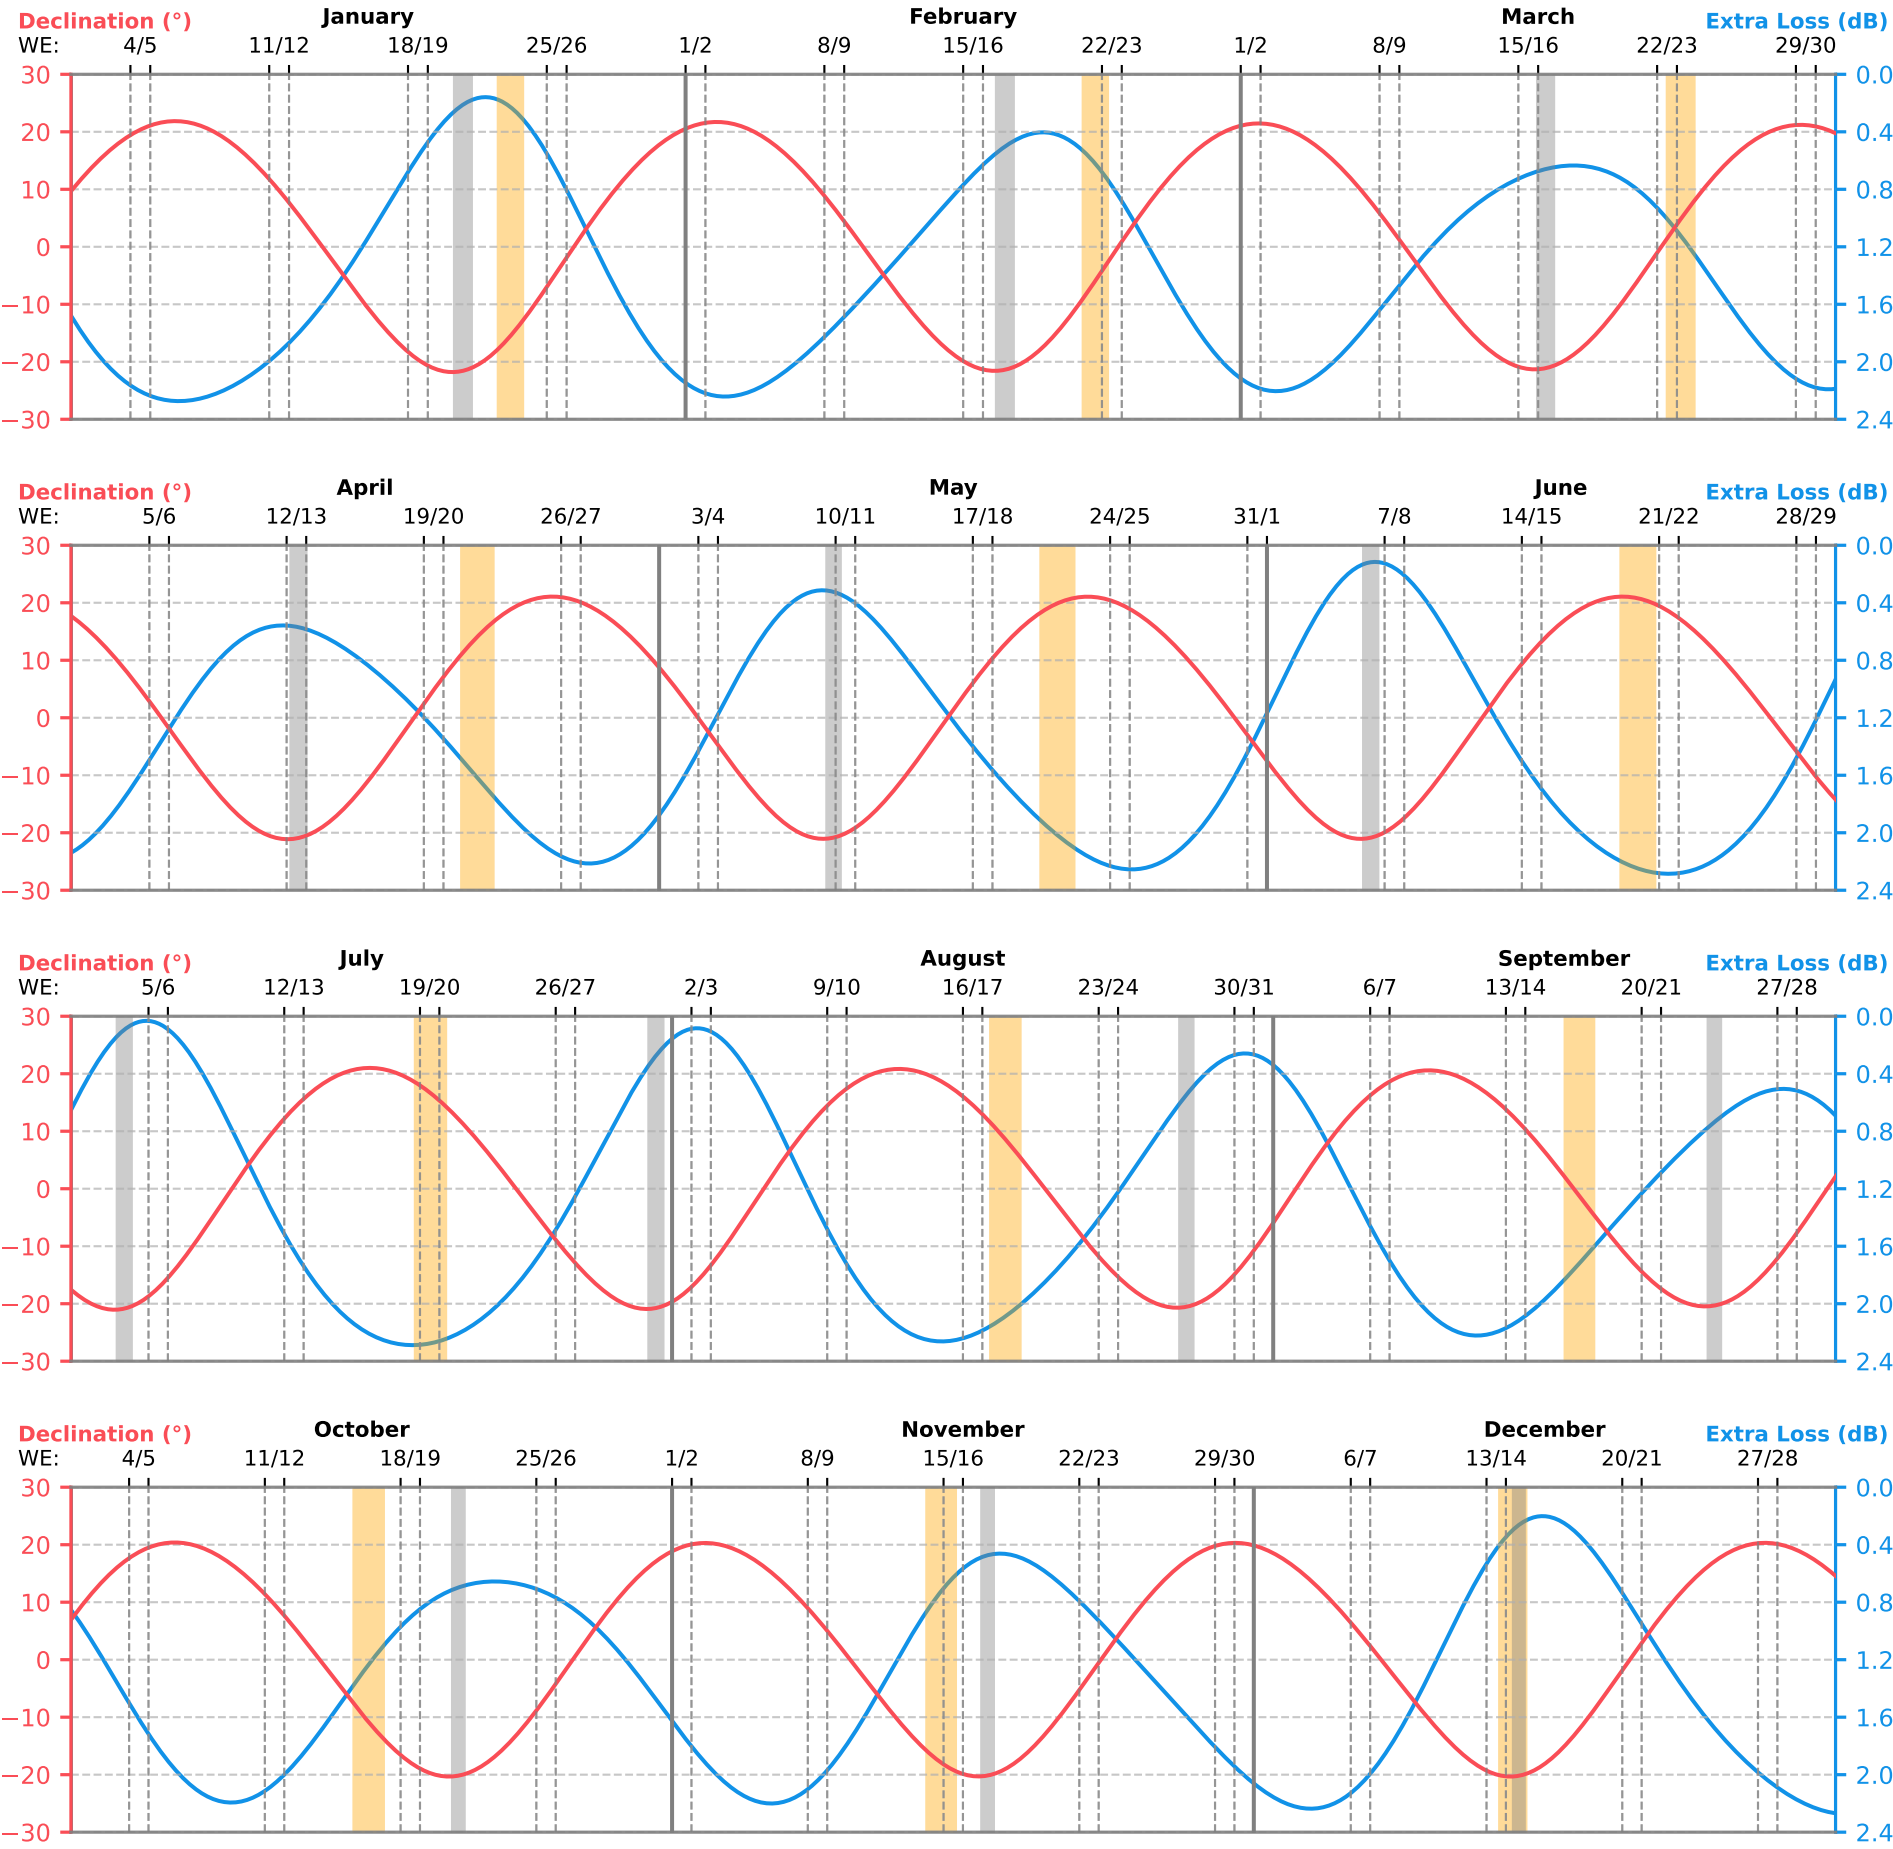 January February March
Declination (°) Extra Loss (dB)
WE: 4/5 11/12 18/19 25/26 1/2 8/9 15/16 22/23 1/2 8/9 15/16 22/23 29/30
30 0.0
20 0.4
10 0.8
0 1.2
−10 1.6
−20 2.0
−30 2.4
April May June
Declination (°) Extra Loss (dB)
WE: 5/6 12/13 19/20 26/27 3/4 10/11 17/18 24/25 31/1 7/8 14/15 21/22 28/29
30 0.0
20 0.4
10 0.8
0 1.2
−10 1.6
−20 2.0
−30 2.4
July August September
Declination (°) Extra Loss (dB)
WE: 5/6 12/13 19/20 26/27 2/3 9/10 16/17 23/24 30/31 6/7 13/14 20/21 27/28
30 0.0
20 0.4
10 0.8
0 1.2
−10 1.6
−20 2.0
−30 2.4
October November December
Declination (°) Extra Loss (dB)
WE: 4/5 11/12 18/19 25/26 1/2 8/9 15/16 22/23 29/30 6/7 13/14 20/21 27/28
30 0.0
20 0.4
10 0.8
0 1.2
−10 1.6
−20 2.0
−30 2.4